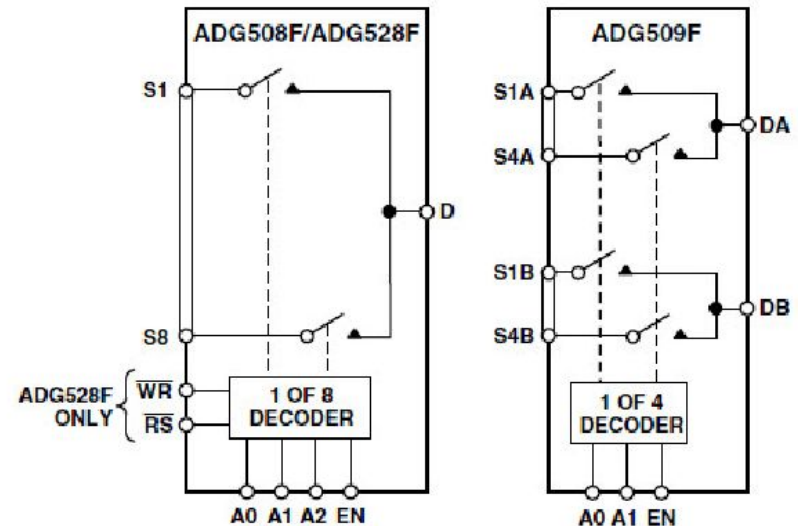 ADG508F/ADG528F
S1
D
S8
ADG528F
ONLY
WR
RS
1 OF 8
DECODER
A0 A1 A2 EN
ADG509F
S1A
DA
S4A
S1B
DB
S4B
1 OF 4
DECODER
A0 A1 EN